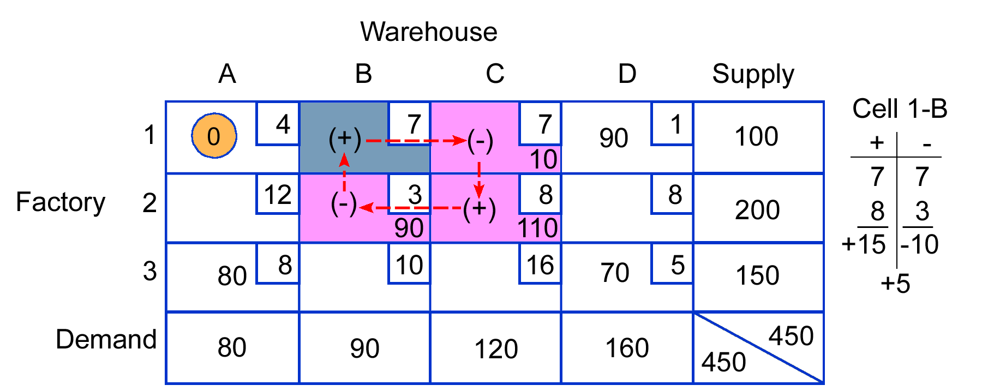 Warehouse
A B C D Supply
Cell 1-B
1 0 4 (+) 7 (-) 7 10 90 1 100
+ -
7 7
Factory 2 12 (-) 3 90 (+) 8 110 8 200
8 3
+15 -10
3 80 8 10 16 70 5 150
+5
Demand 80 90 120 160 450 450